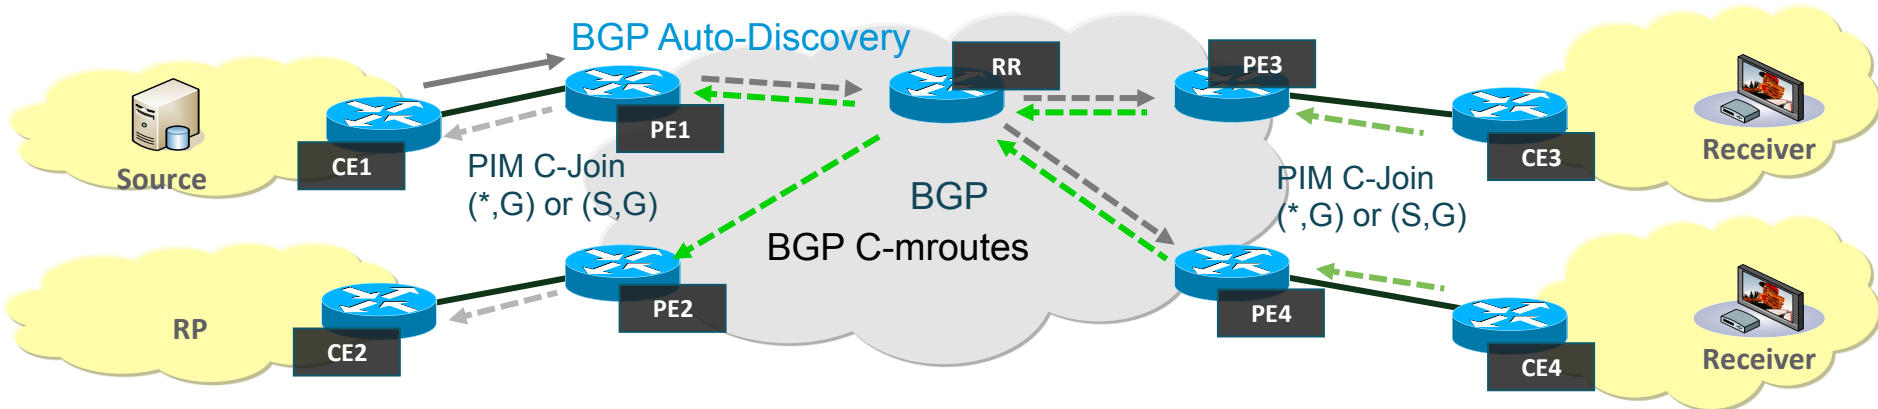 BGP Auto-Discovery
RR
PE3
PE1
CE1
CE3
Source
Receiver
PIM C-Join
(*,G) or (S,G)
PIM C-Join
(*,G) or (S,G)
BGP
BGP C-mroutes
PE2
PE4
RP
CE2
CE4
Receiver